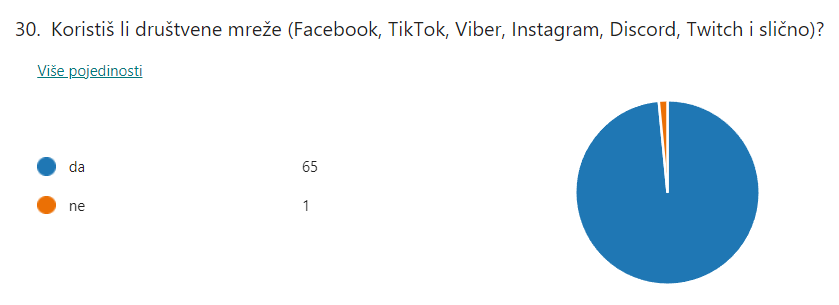 30. Koristiš li društvene mreže (Facebook, TikTok, Viber, Instagram, Discord, Twitch i slično)?
Više pojedinosti
da 65
ne 1